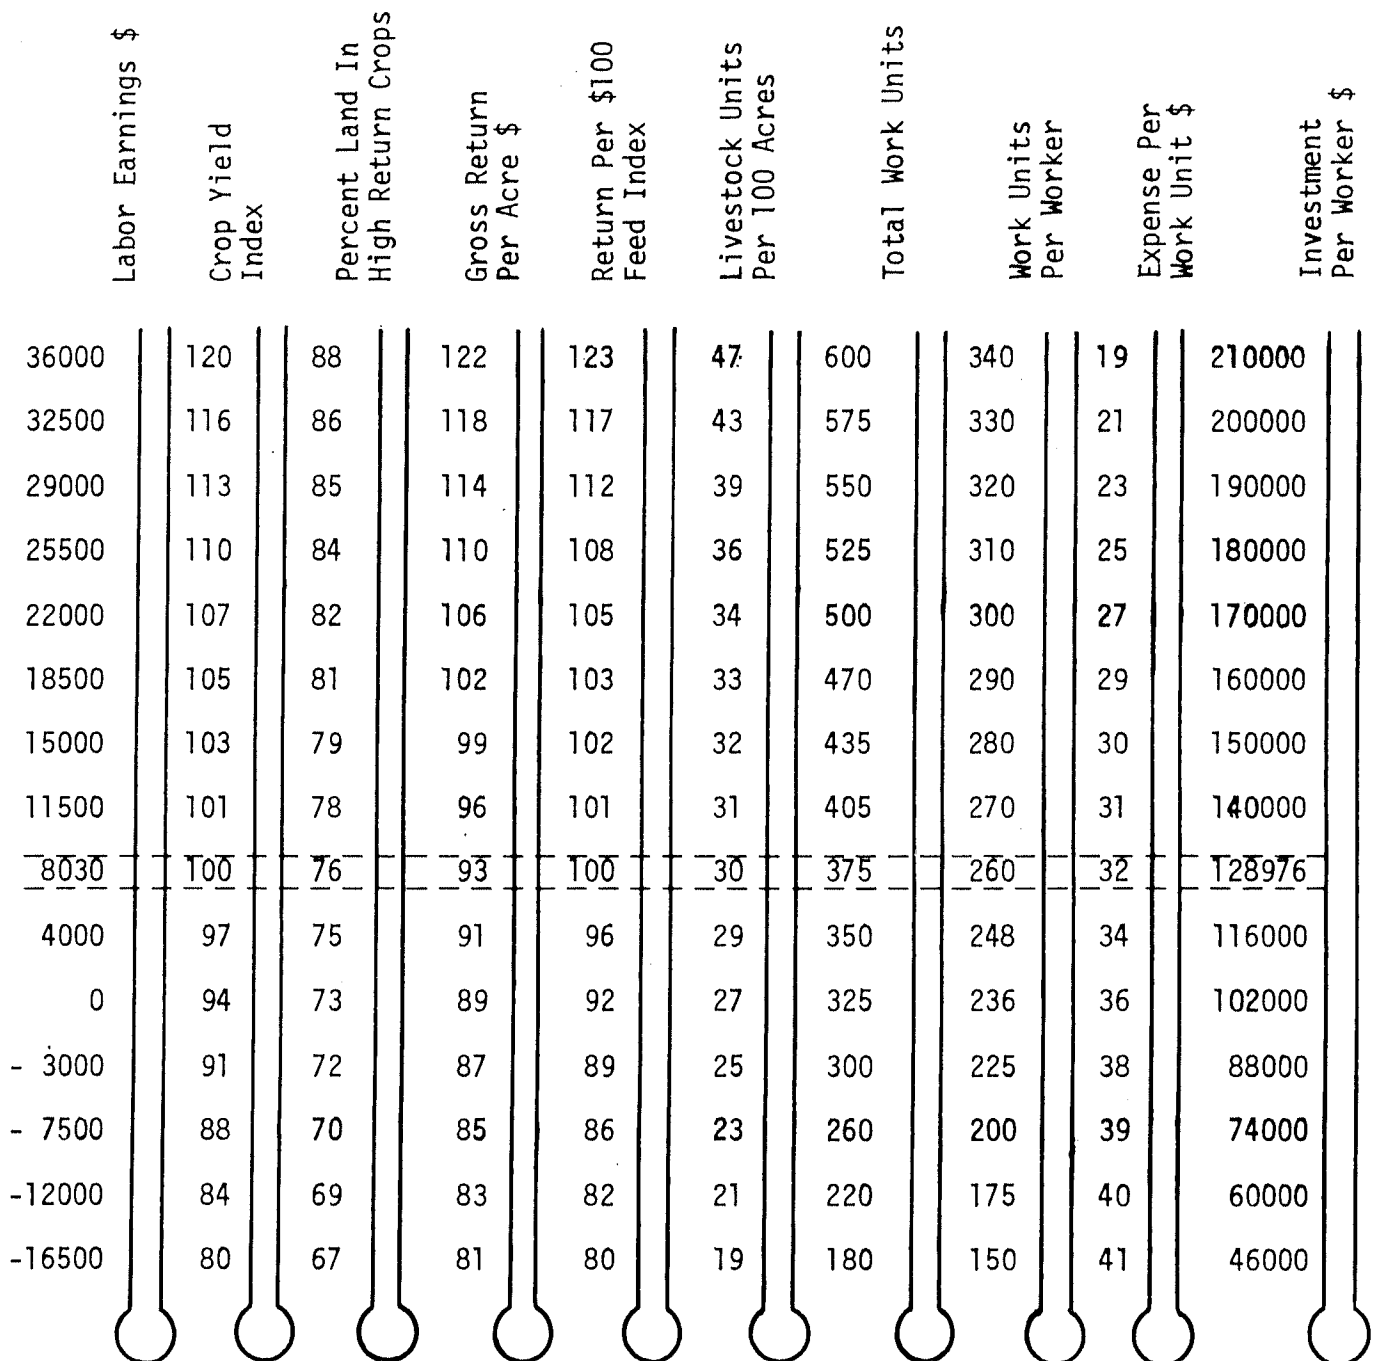 Labor Earnings $
Crop Yield
Index
Percent Land In
High Return Crops
Gross Return
Per Acre $
Return Per $100
Feed Index
Livestock Units
Per 100 Acres
Total Work Units
Work Units
Per Worker
Expense Per
Work Unit $
Investment
Per Worker $
36000 120 88 122 123 47 600 340 19 210000
32500 116 86 118 117 43 575 330 21 200000
29000 113 85 114 112 39 550 320 23 190000
25500 110 84 110 108 36 525 310 25 180000
22000 107 82 106 105 34 500 300 27 170000
18500 105 81 102 103 33 470 290 29 160000
15000 103 79 99 102 32 435 280 30 150000
11500 101 78 96 101 31 405 270 31 140000
8030 100 76 93 100 30 375 260 32 128976
4000 97 75 91 96 29 350 248 34 116000
0 94 73 89 92 27 325 236 36 102000
- 3000 91 72 87 89 25 300 225 38 88000
- 7500 88 70 85 86 23 260 200 39 74000
-12000 84 69 83 82 21 220 175 40 60000
-16500 80 67 81 80 19 180 150 41 46000